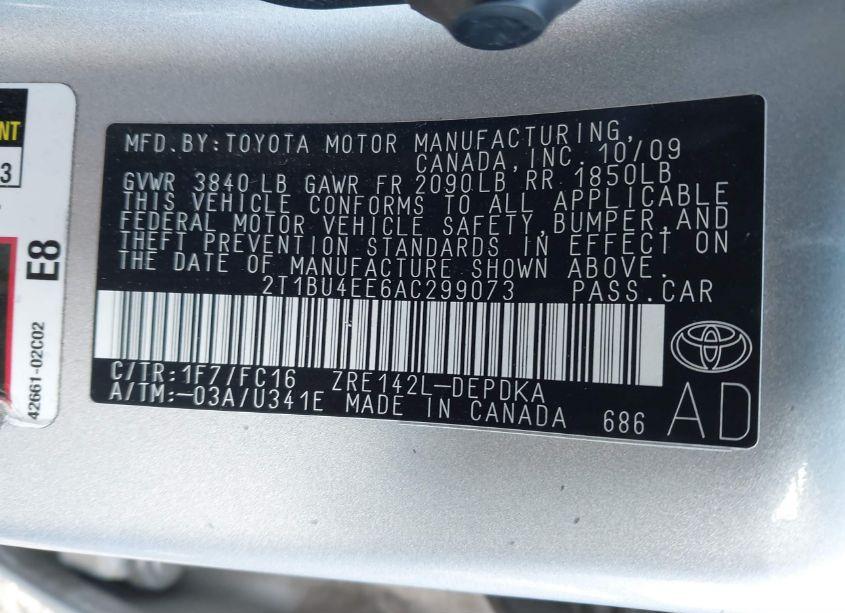 MFD.BY:TOYOTA MOTOR MANUFACTURING,
CANADA,INC. 10/09
GVWR 3840 LB GAWR FR 2090LB RR 1850LB
THIS VEHICLE CONFORMS TO ALL APPLICABLE
FEDERAL MOTOR VEHICLE SAFETY,BUMPER,AND
THEFT PREVENTION STANDARDS IN EFFECT ON
THE DATE OF MANUFACTURE SHOWN ABOVE.
2T1BU4EE6AC299073 PASS.CAR
C/TR:1F7/FC16 ZRE142L-DEPDKA
A/TM:-03A/U341E MADE IN CANADA 686
AD
3
E8
42661-02C02